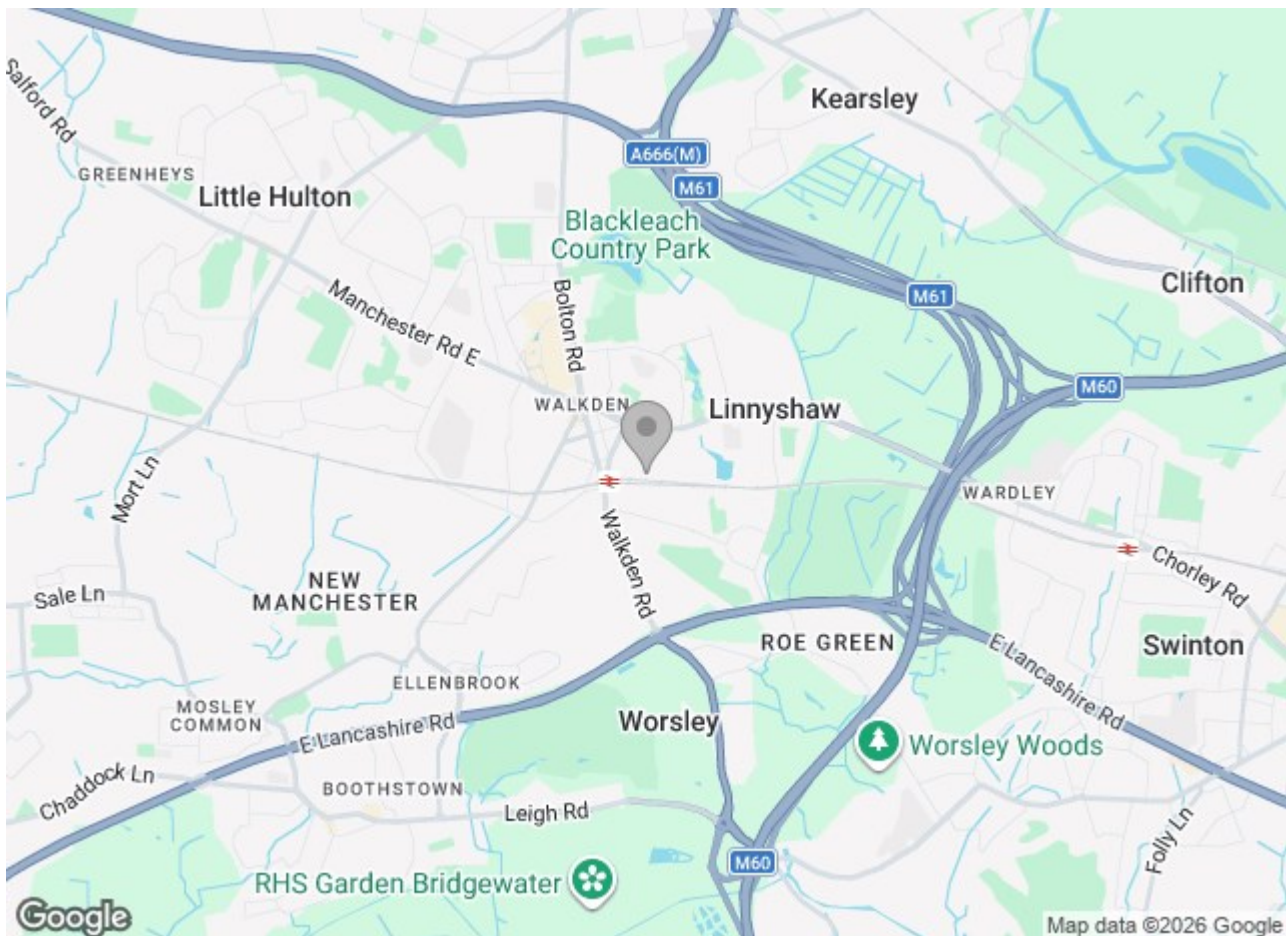 Kearsley
Salford Rd
A666(M)
GREENHEYS
M61
Little Hulton
Blackleach
Country Park
Clifton
M61
Manchester Rd E
Bolton Rd
M60
WALKDEN
Linnyshaw
Mort Ln
WARDLEY
Walkden Rd
Chorley Rd
NEW
MANCHESTER
Sale Ln
ROE GREEN
E Lancashire Rd
Swinton
ELLENBROOK
MOSLEY
COMMON
Worsley
E Lancashire Rd
Worsley Woods
Chaddock Ln
BOOTHSTOWN
Leigh Rd
Folly Ln
M60
RHS Garden Bridgewater
Google
Map data ©2026 Google